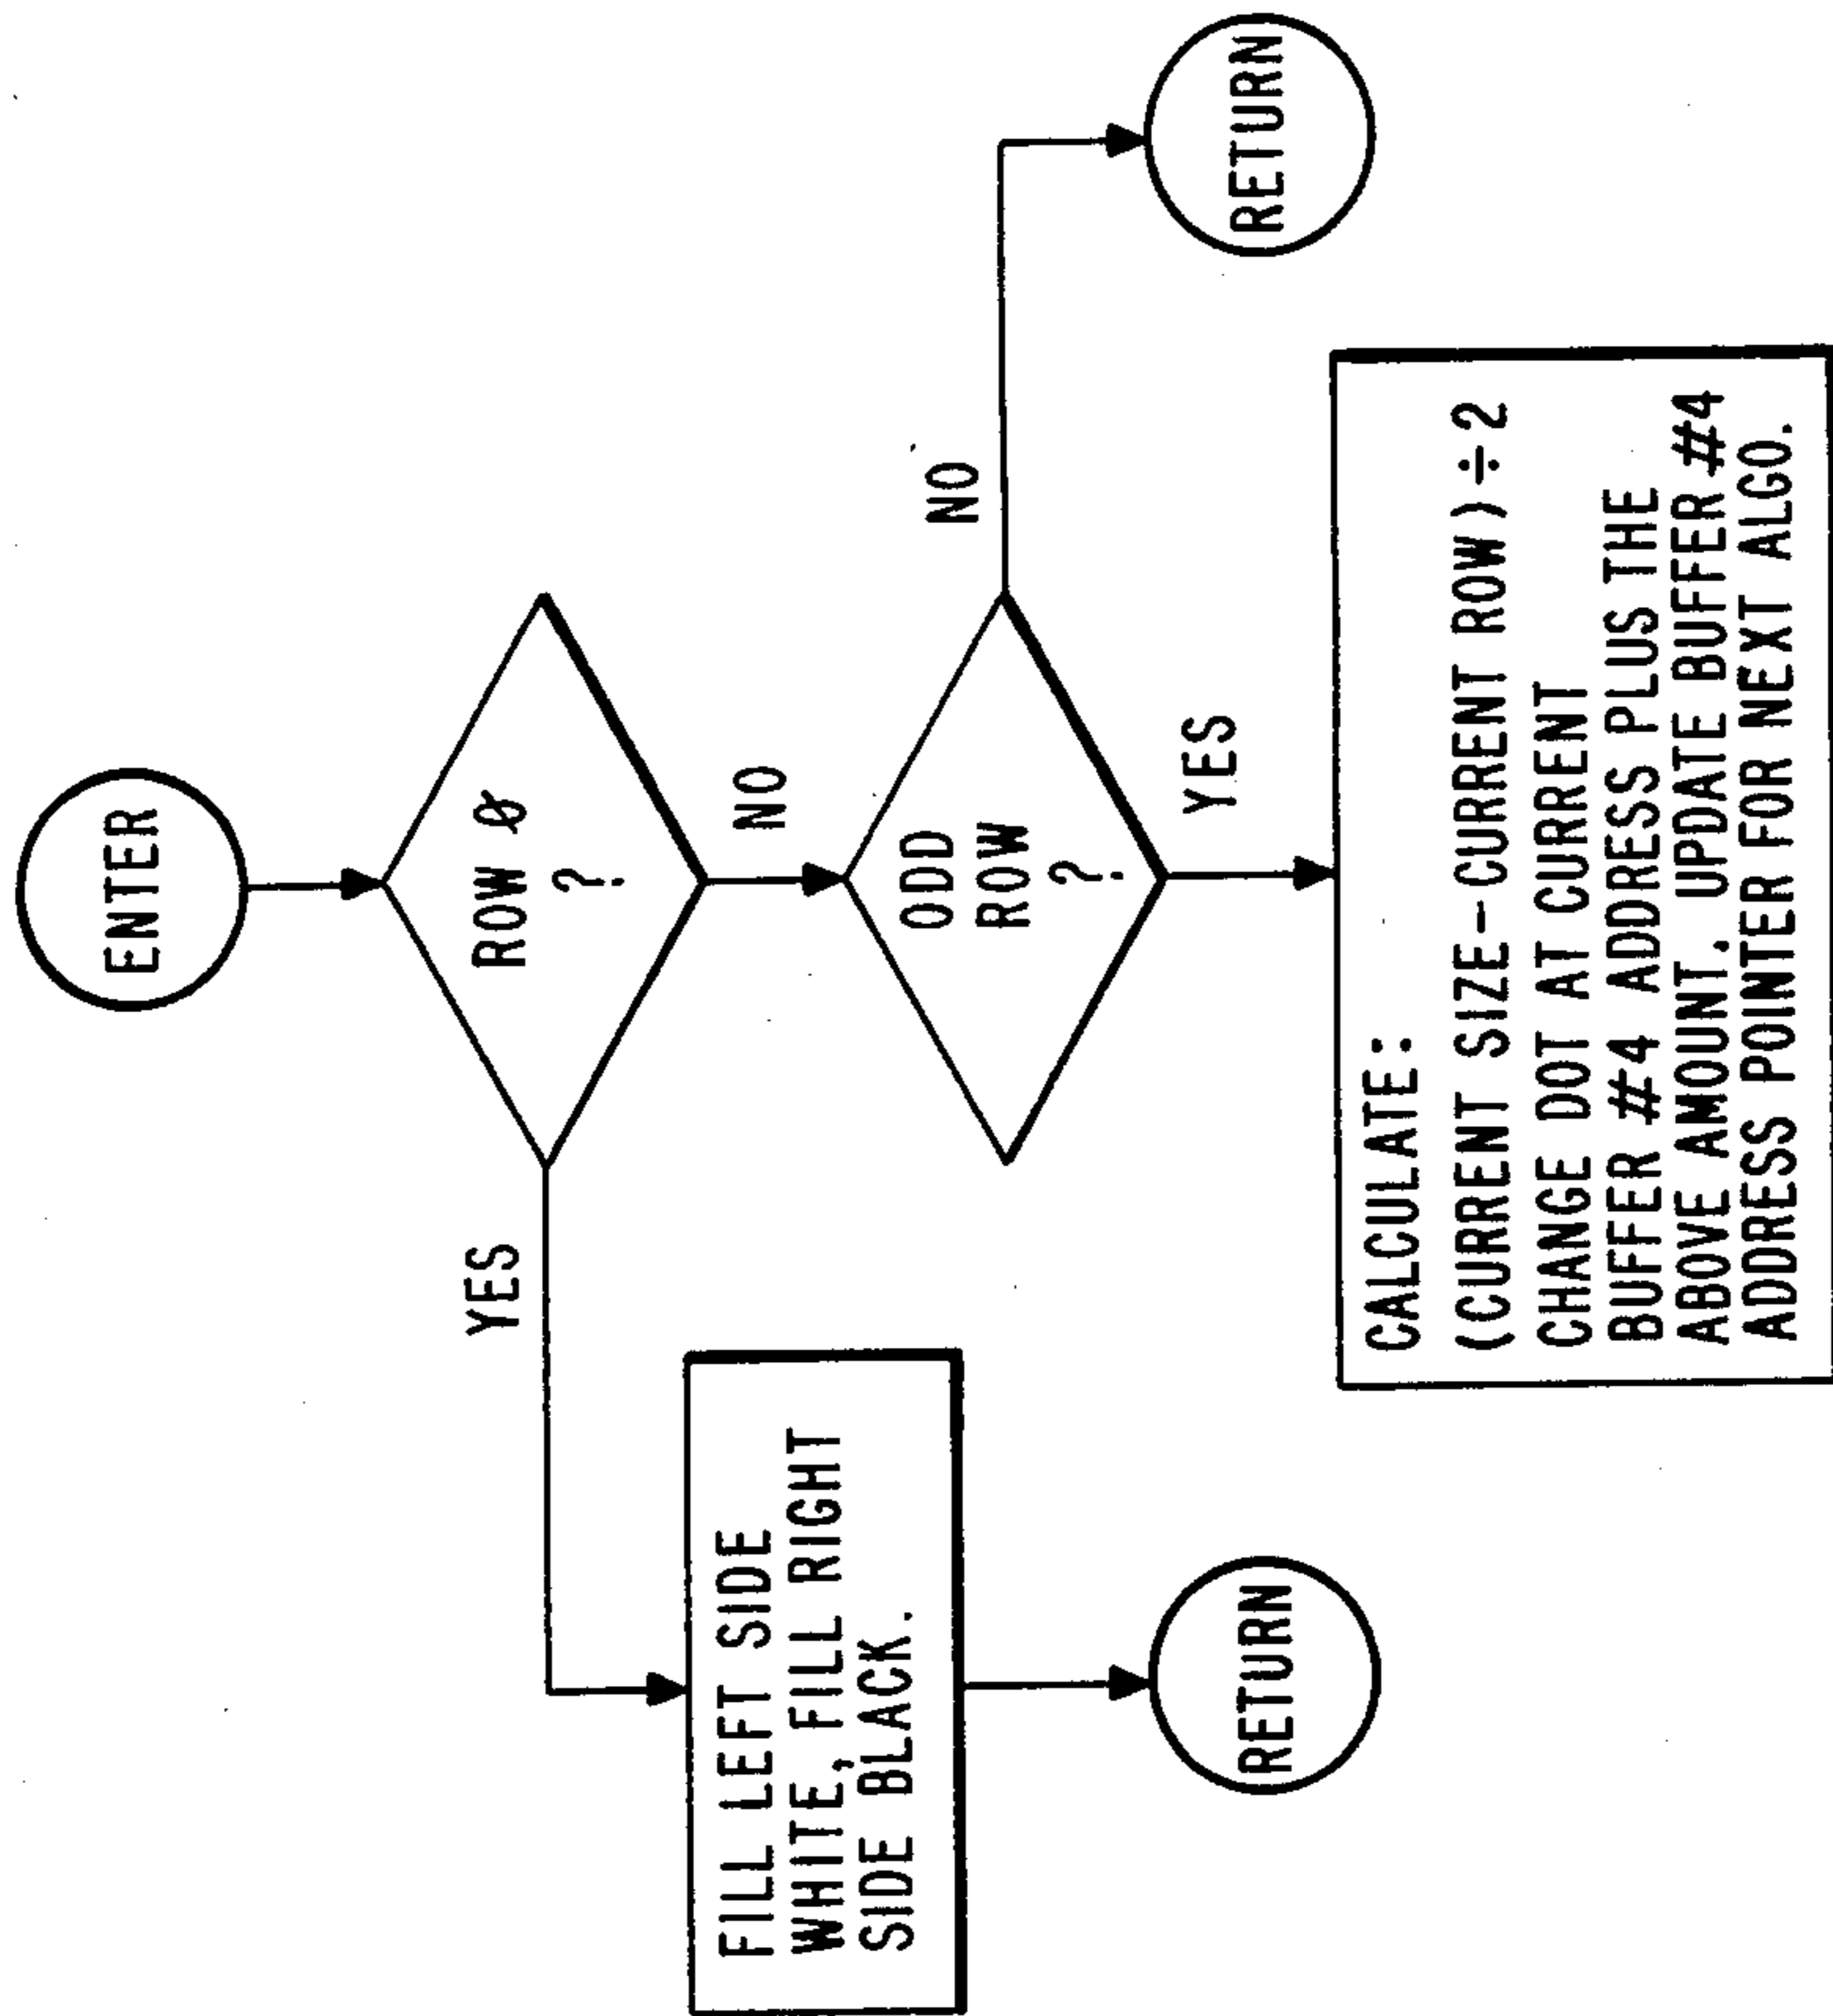 ENTER
ROW 0
?
YES
NO
FILL LEFT SIDE
WHITE, FILL RIGHT
SIDE BLACK.
RETURN
ODD
ROW
?
NO
RETURN
YES
CALCULATE:
(CURRENT SIZE-CURRENT ROW)÷2
CHANGE DOT AT CURRENT
BUFFER #4 ADDRESS PLUS THE
ABOVE AMOUNT. UPDATE BUFFER #4
ADDRESS POINTER FOR NEXT ALGO.